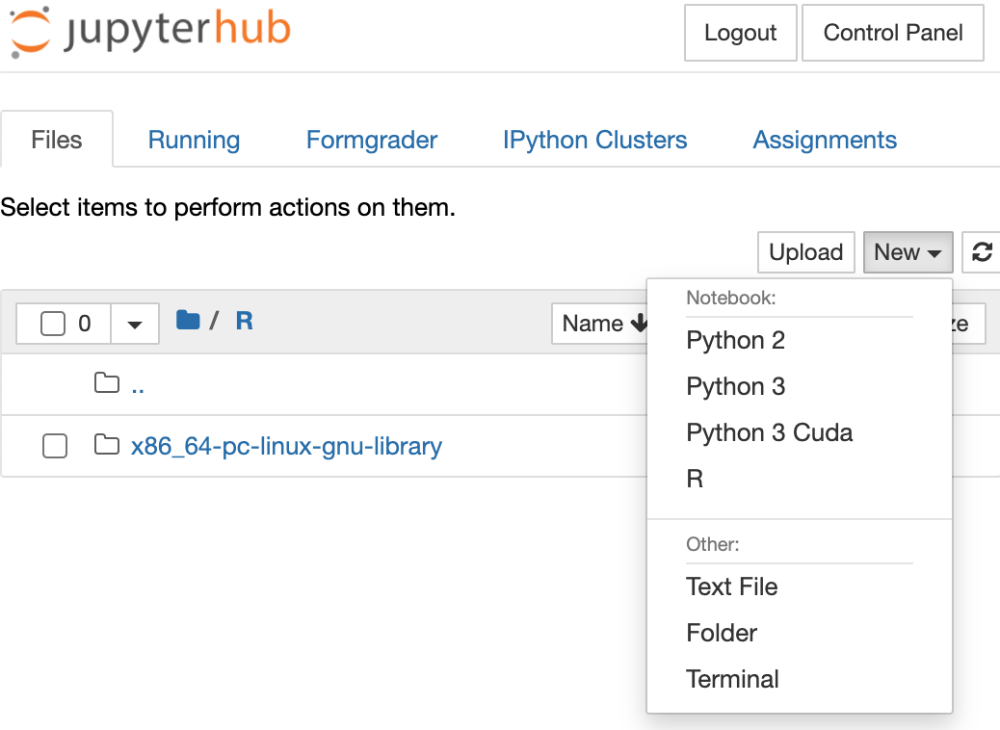 jupyterhub Logout Control Panel
Files Running Formgrader IPython Clusters Assignments
Select items to perform actions on them.
Upload New
0 / R Name
..
x86_64-pc-linux-gnu-library
Notebook:
Python 2
Python 3
Python 3 Cuda
R
Other:
Text File
Folder
Terminal